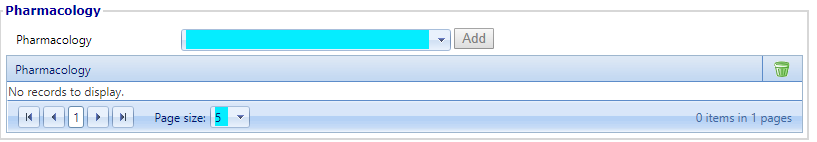 Pharmacology
Pharmacology Add
Pharmacology
No records to display.
1 Page size: 5 0 items in 1 pages